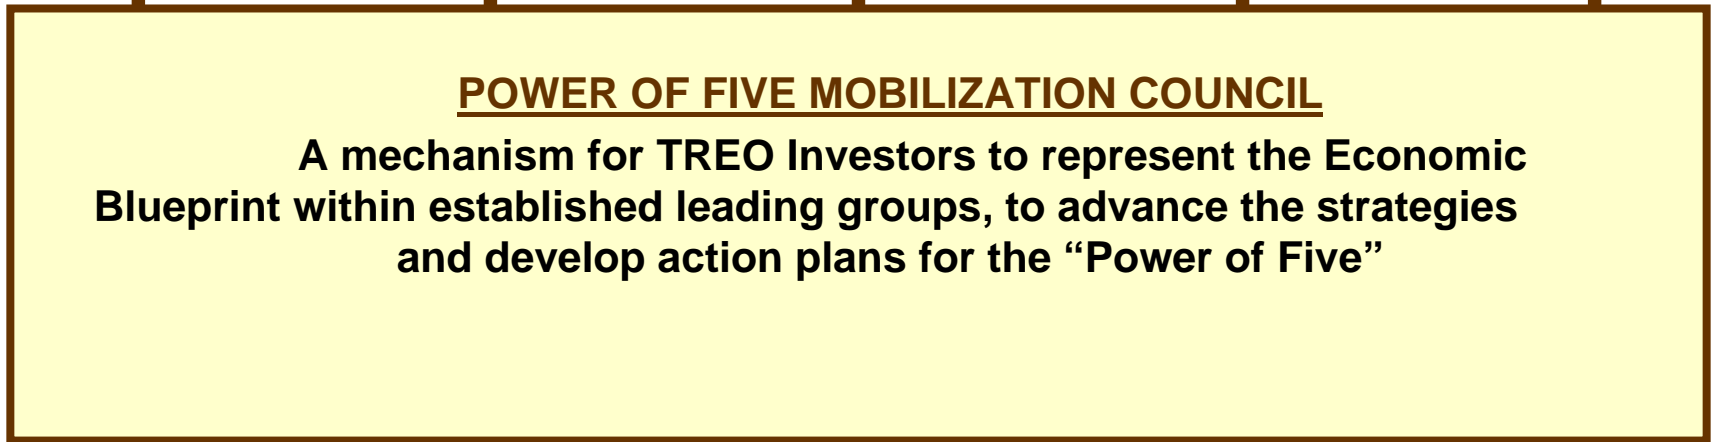 POWER OF FIVE MOBILIZATION COUNCIL
A mechanism for TREO Investors to represent the Economic
Blueprint within established leading groups, to advance the strategies
and develop action plans for the “Power of Five”